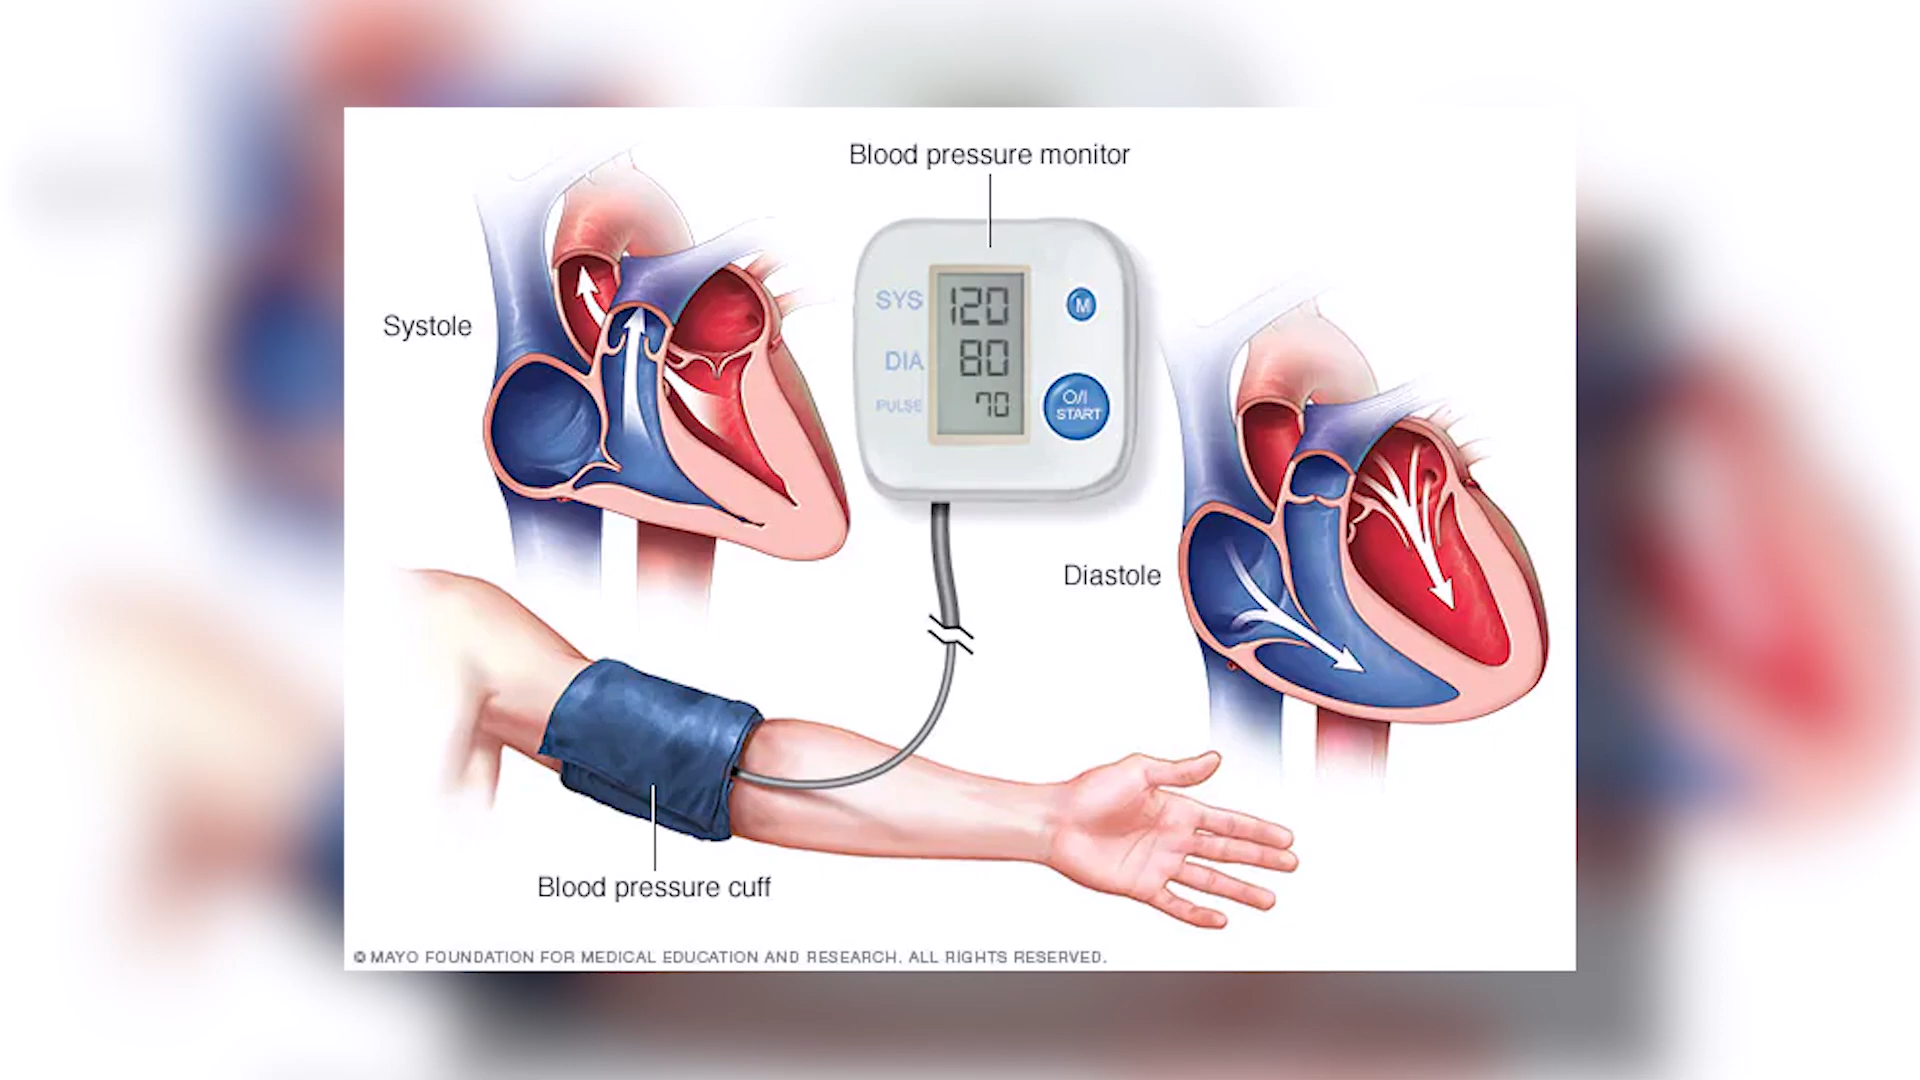 Blood pressure monitor
Systole
SYS 120
M
DIA 80
PULSE 70
O/I
START
Diastole
Blood pressure cuff
© MAYO FOUNDATION FOR MEDICAL EDUCATION AND RESEARCH. ALL RIGHTS RESERVED.